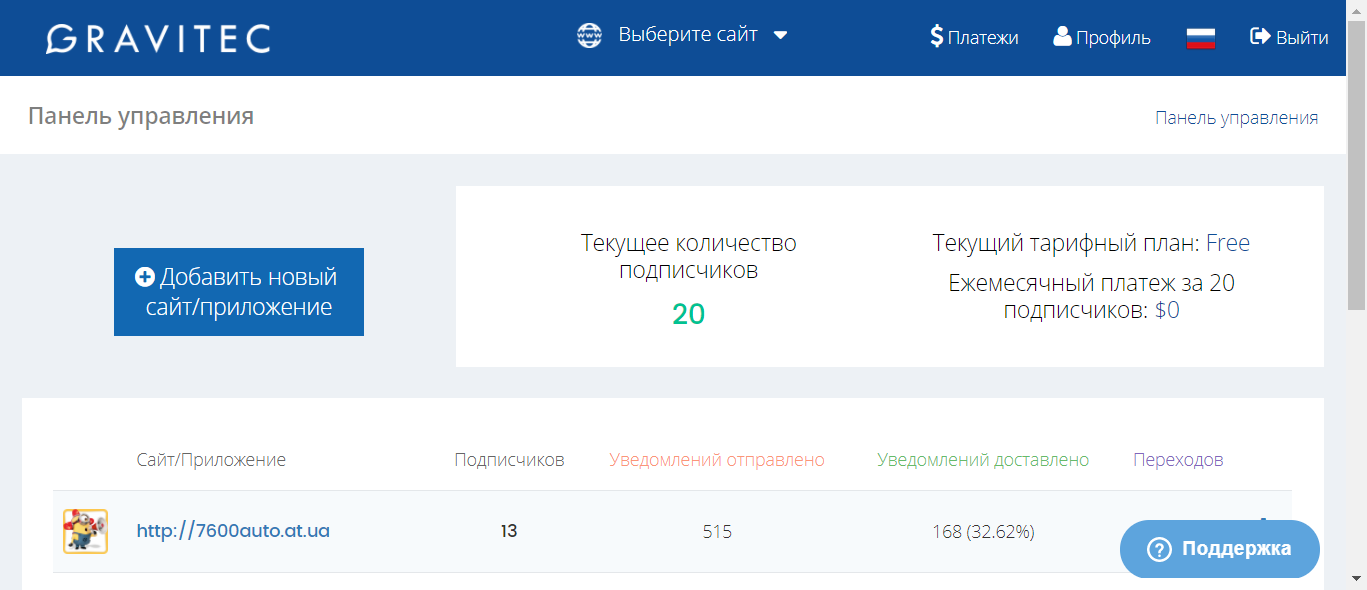 GRAVITEC
Выберите сайт
Платежи
Профиль
Выйти
Панель управления
Панель управления
Добавить новый
сайт/приложение
Текущее количество
подписчиков
20
Текущий тарифный план: Free
Ежемесячный платеж за 20
подписчиков: $0
Сайт/Приложение Подписчиков Уведомлений отправлено Уведомлений доставлено Переходов
http://7600auto.at.ua 13 515 168 (32.62%)
Поддержка